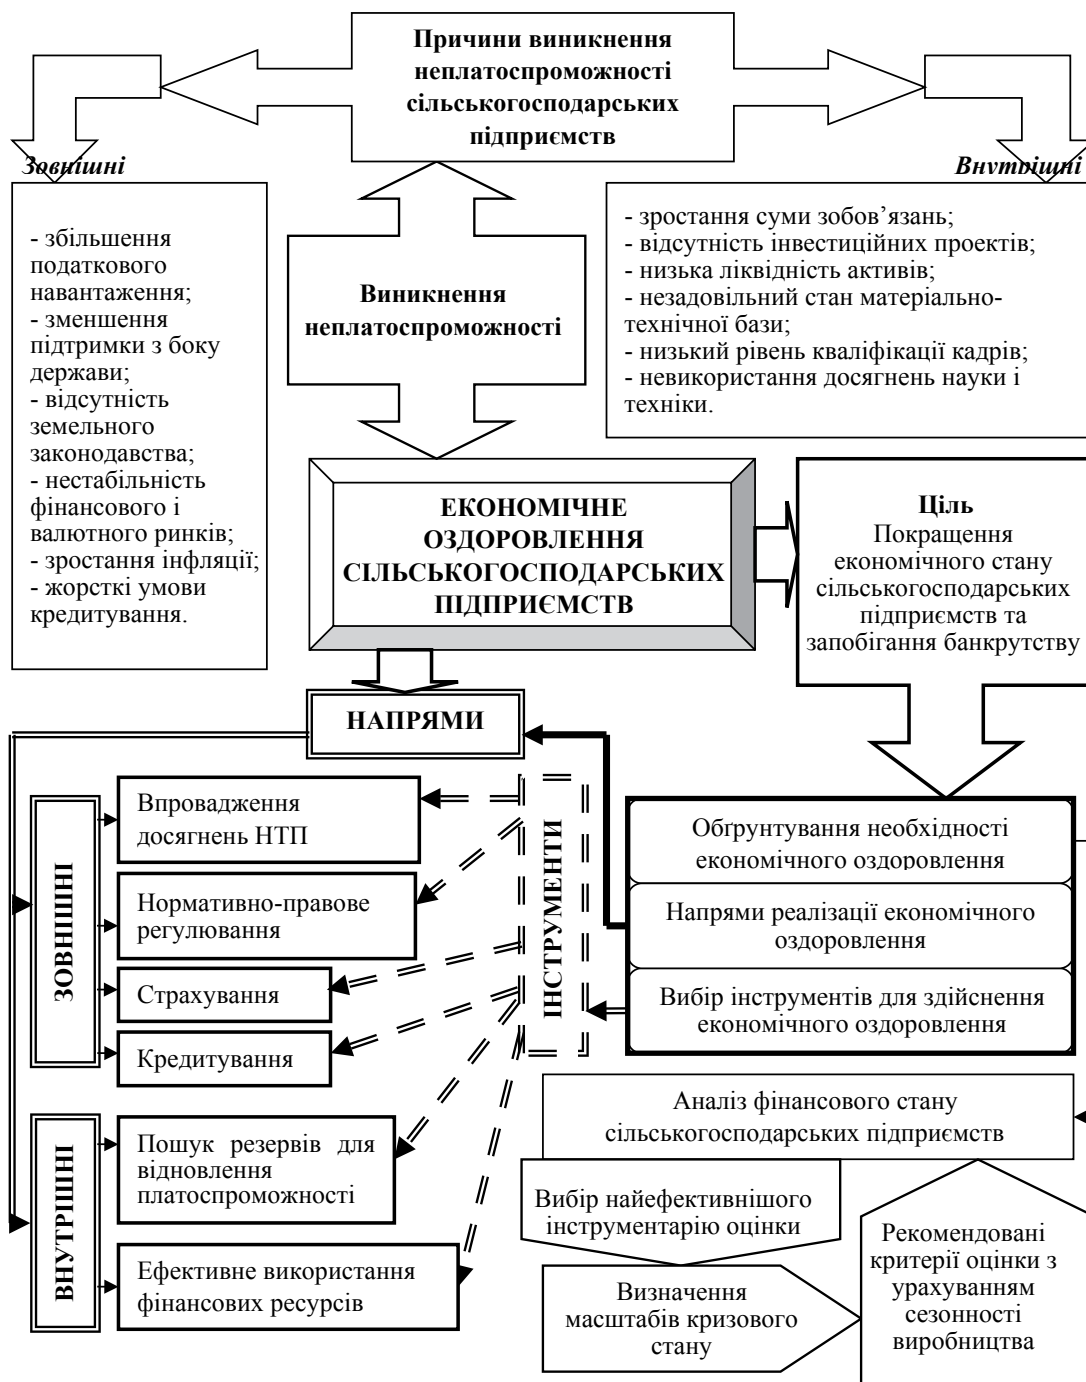 Причини виникнення
неплатоспроможності
сільськогосподарських
підприємств
Зовнішні
Внутрішні
- збільшення
податкового
навантаження;
- зменшення
підтримки з боку
держави;
- відсутність
земельного
законодавства;
- нестабільність
фінансового і
валютного ринків;
- зростання інфляції;
- жорсткі умови
кредитування.
Виникнення
неплатоспроможності
- зростання суми зобов’язань;
- відсутність інвестиційних проектів;
- низька ліквідність активів;
- незадовільний стан матеріально-
технічної бази;
- низький рівень кваліфікації кадрів;
- невикористання досягнень науки і
техніки.
ЕКОНОМІЧНЕ
ОЗДОРОВЛЕННЯ
СІЛЬСЬКОГОСПОДАРСЬКИХ
ПІДПРИЄМСТВ
Ціль
Покращення
економічного стану
сільськогосподарських
підприємств та
запобігання банкрутству
НАПРЯМИ
ЗОВНІШНІ
Впровадження
досягнень НТП
Нормативно-правове
регулювання
Страхування
Кредитування
ВНУТРІШНІ
Пошук резервів для
відновлення
платоспроможності
Ефективне використання
фінансових ресурсів
ІНСТРУМЕНТИ
Обґрунтування необхідності
економічного оздоровлення
Напрями реалізації економічного
оздоровлення
Вибір інструментів для здійснення
економічного оздоровлення
Аналіз фінансового стану
сільськогосподарських підприємств
Вибір найефективнішого
інструментарію оцінки
Визначення
масштабів кризового
стану
Рекомендовані
критерії оцінки з
урахуванням
сезонності
виробництва